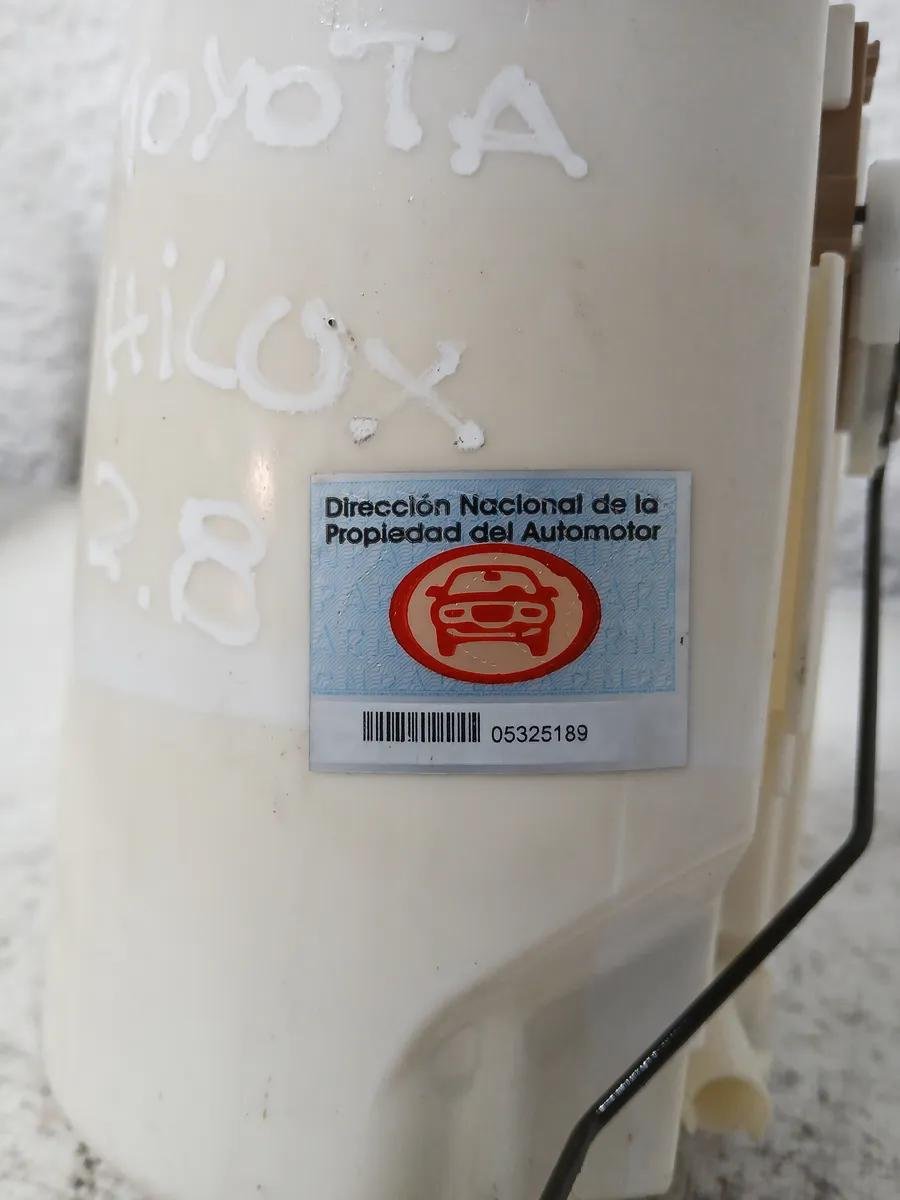 TOYOTA
HiLUX
2.8
Dirección Nacional de la
Propiedad del Automotor
05325189